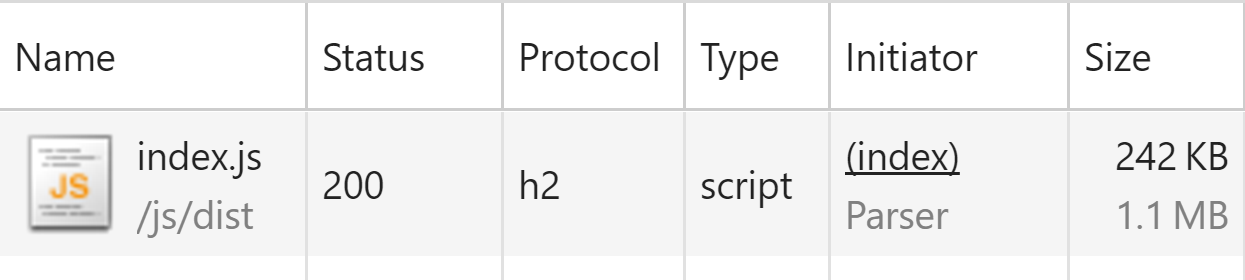 Name Status Protocol Type Initiator Size
index.js 200 h2 script (index) 242 KB
/js/dist Parser 1.1 MB
JS